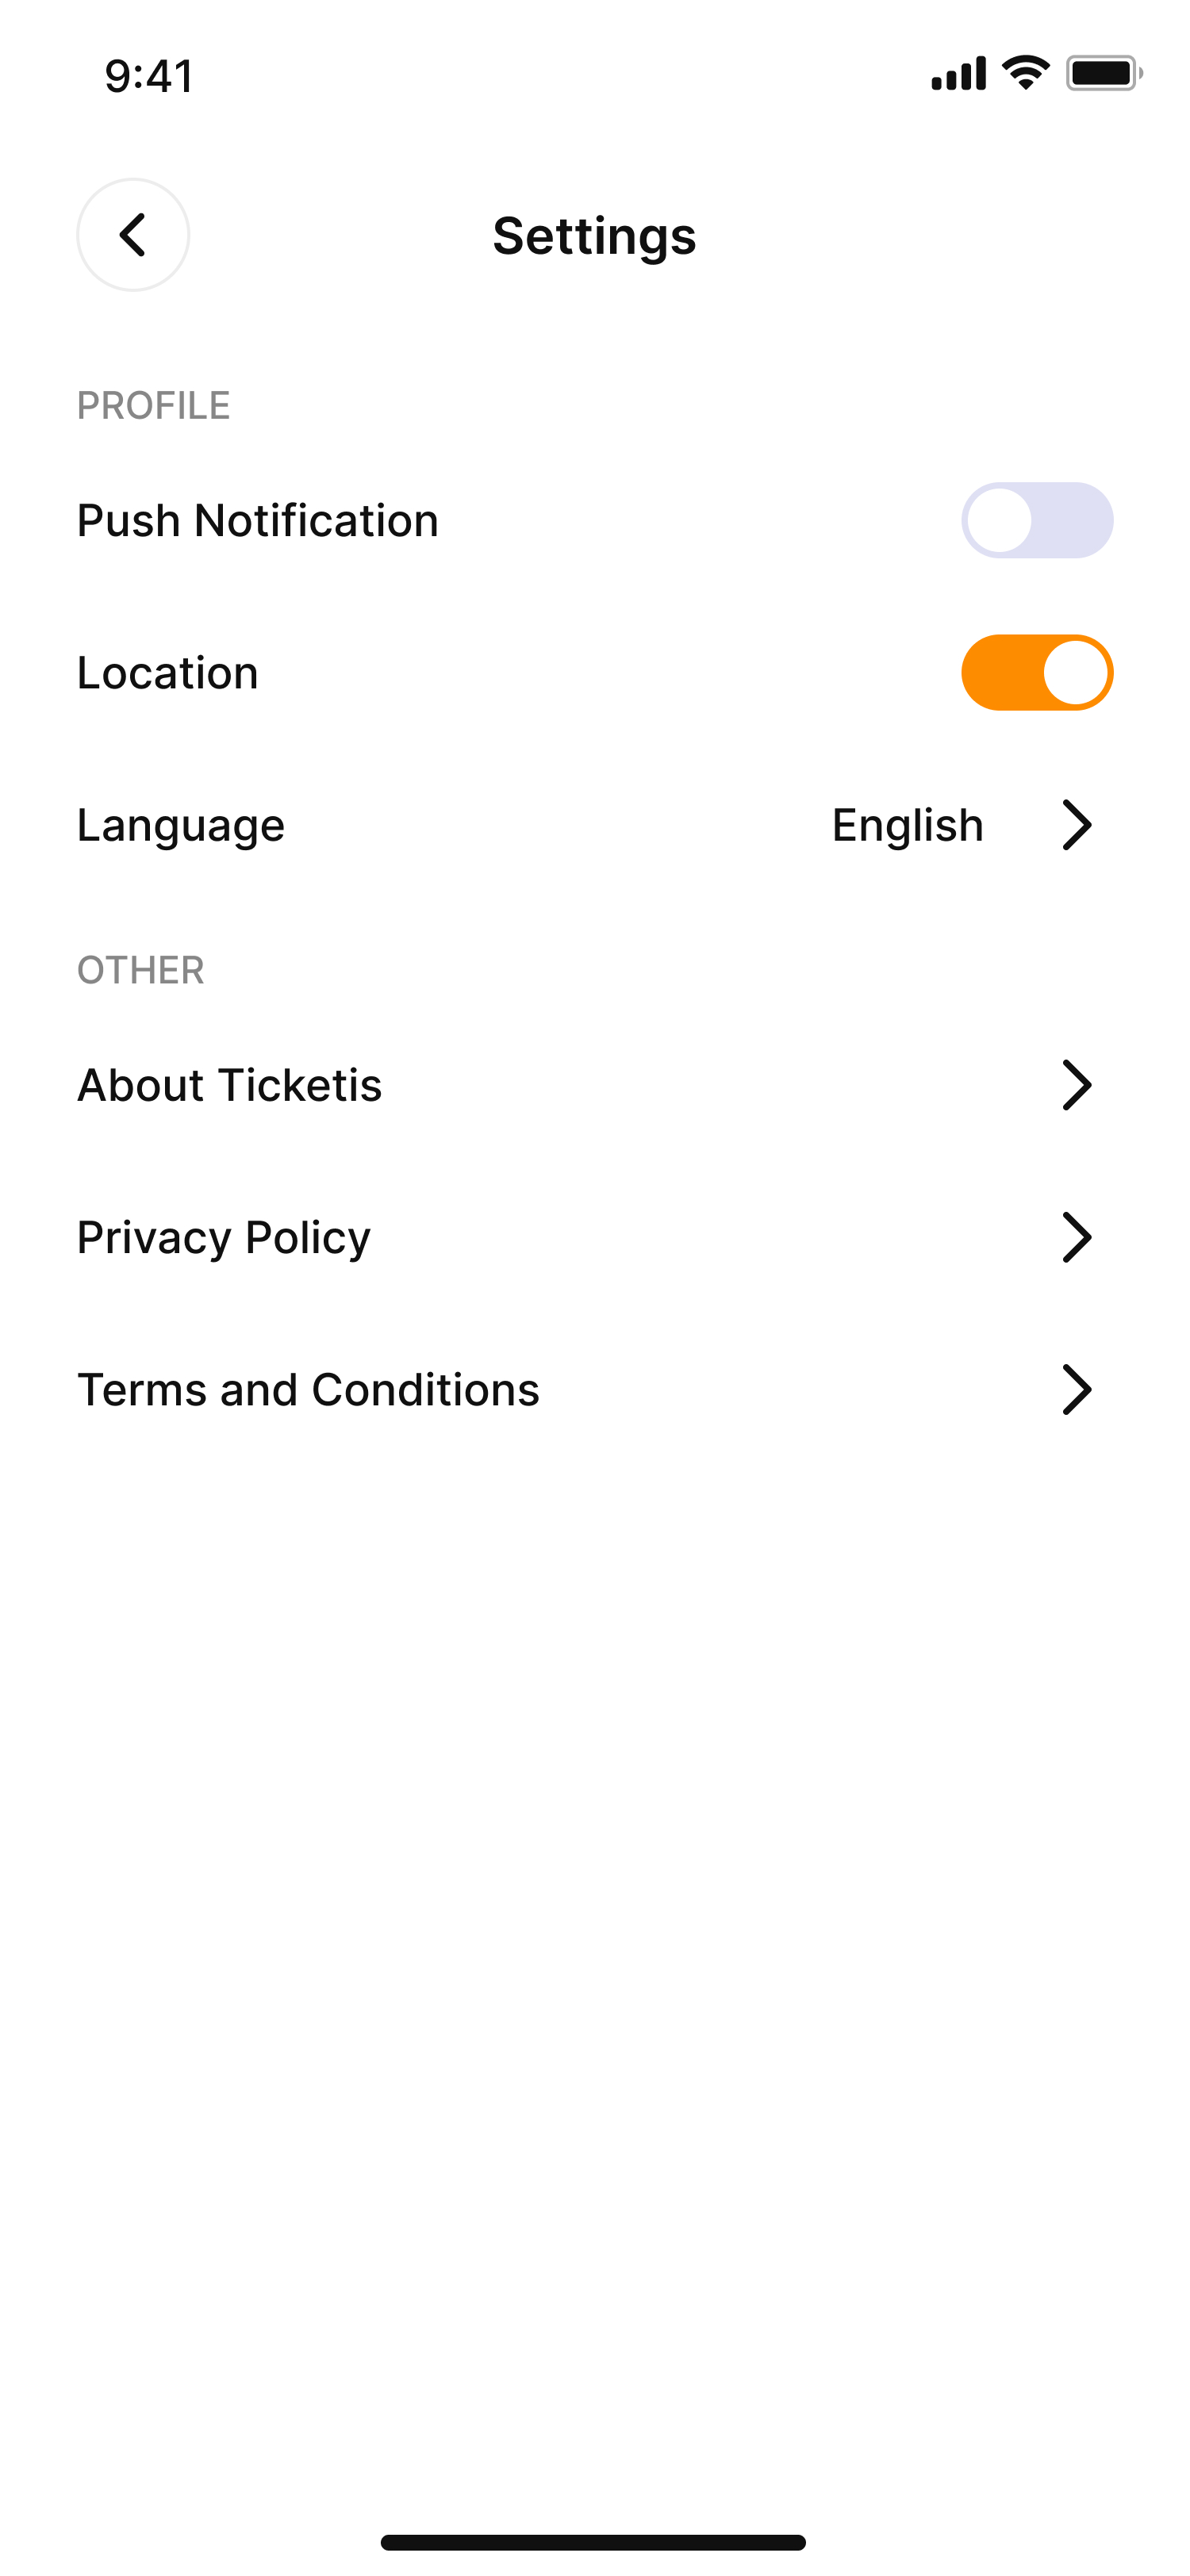 9:41
Settings
PROFILE
Push Notification
Location
Language English
OTHER
About Ticketis
Privacy Policy
Terms and Conditions